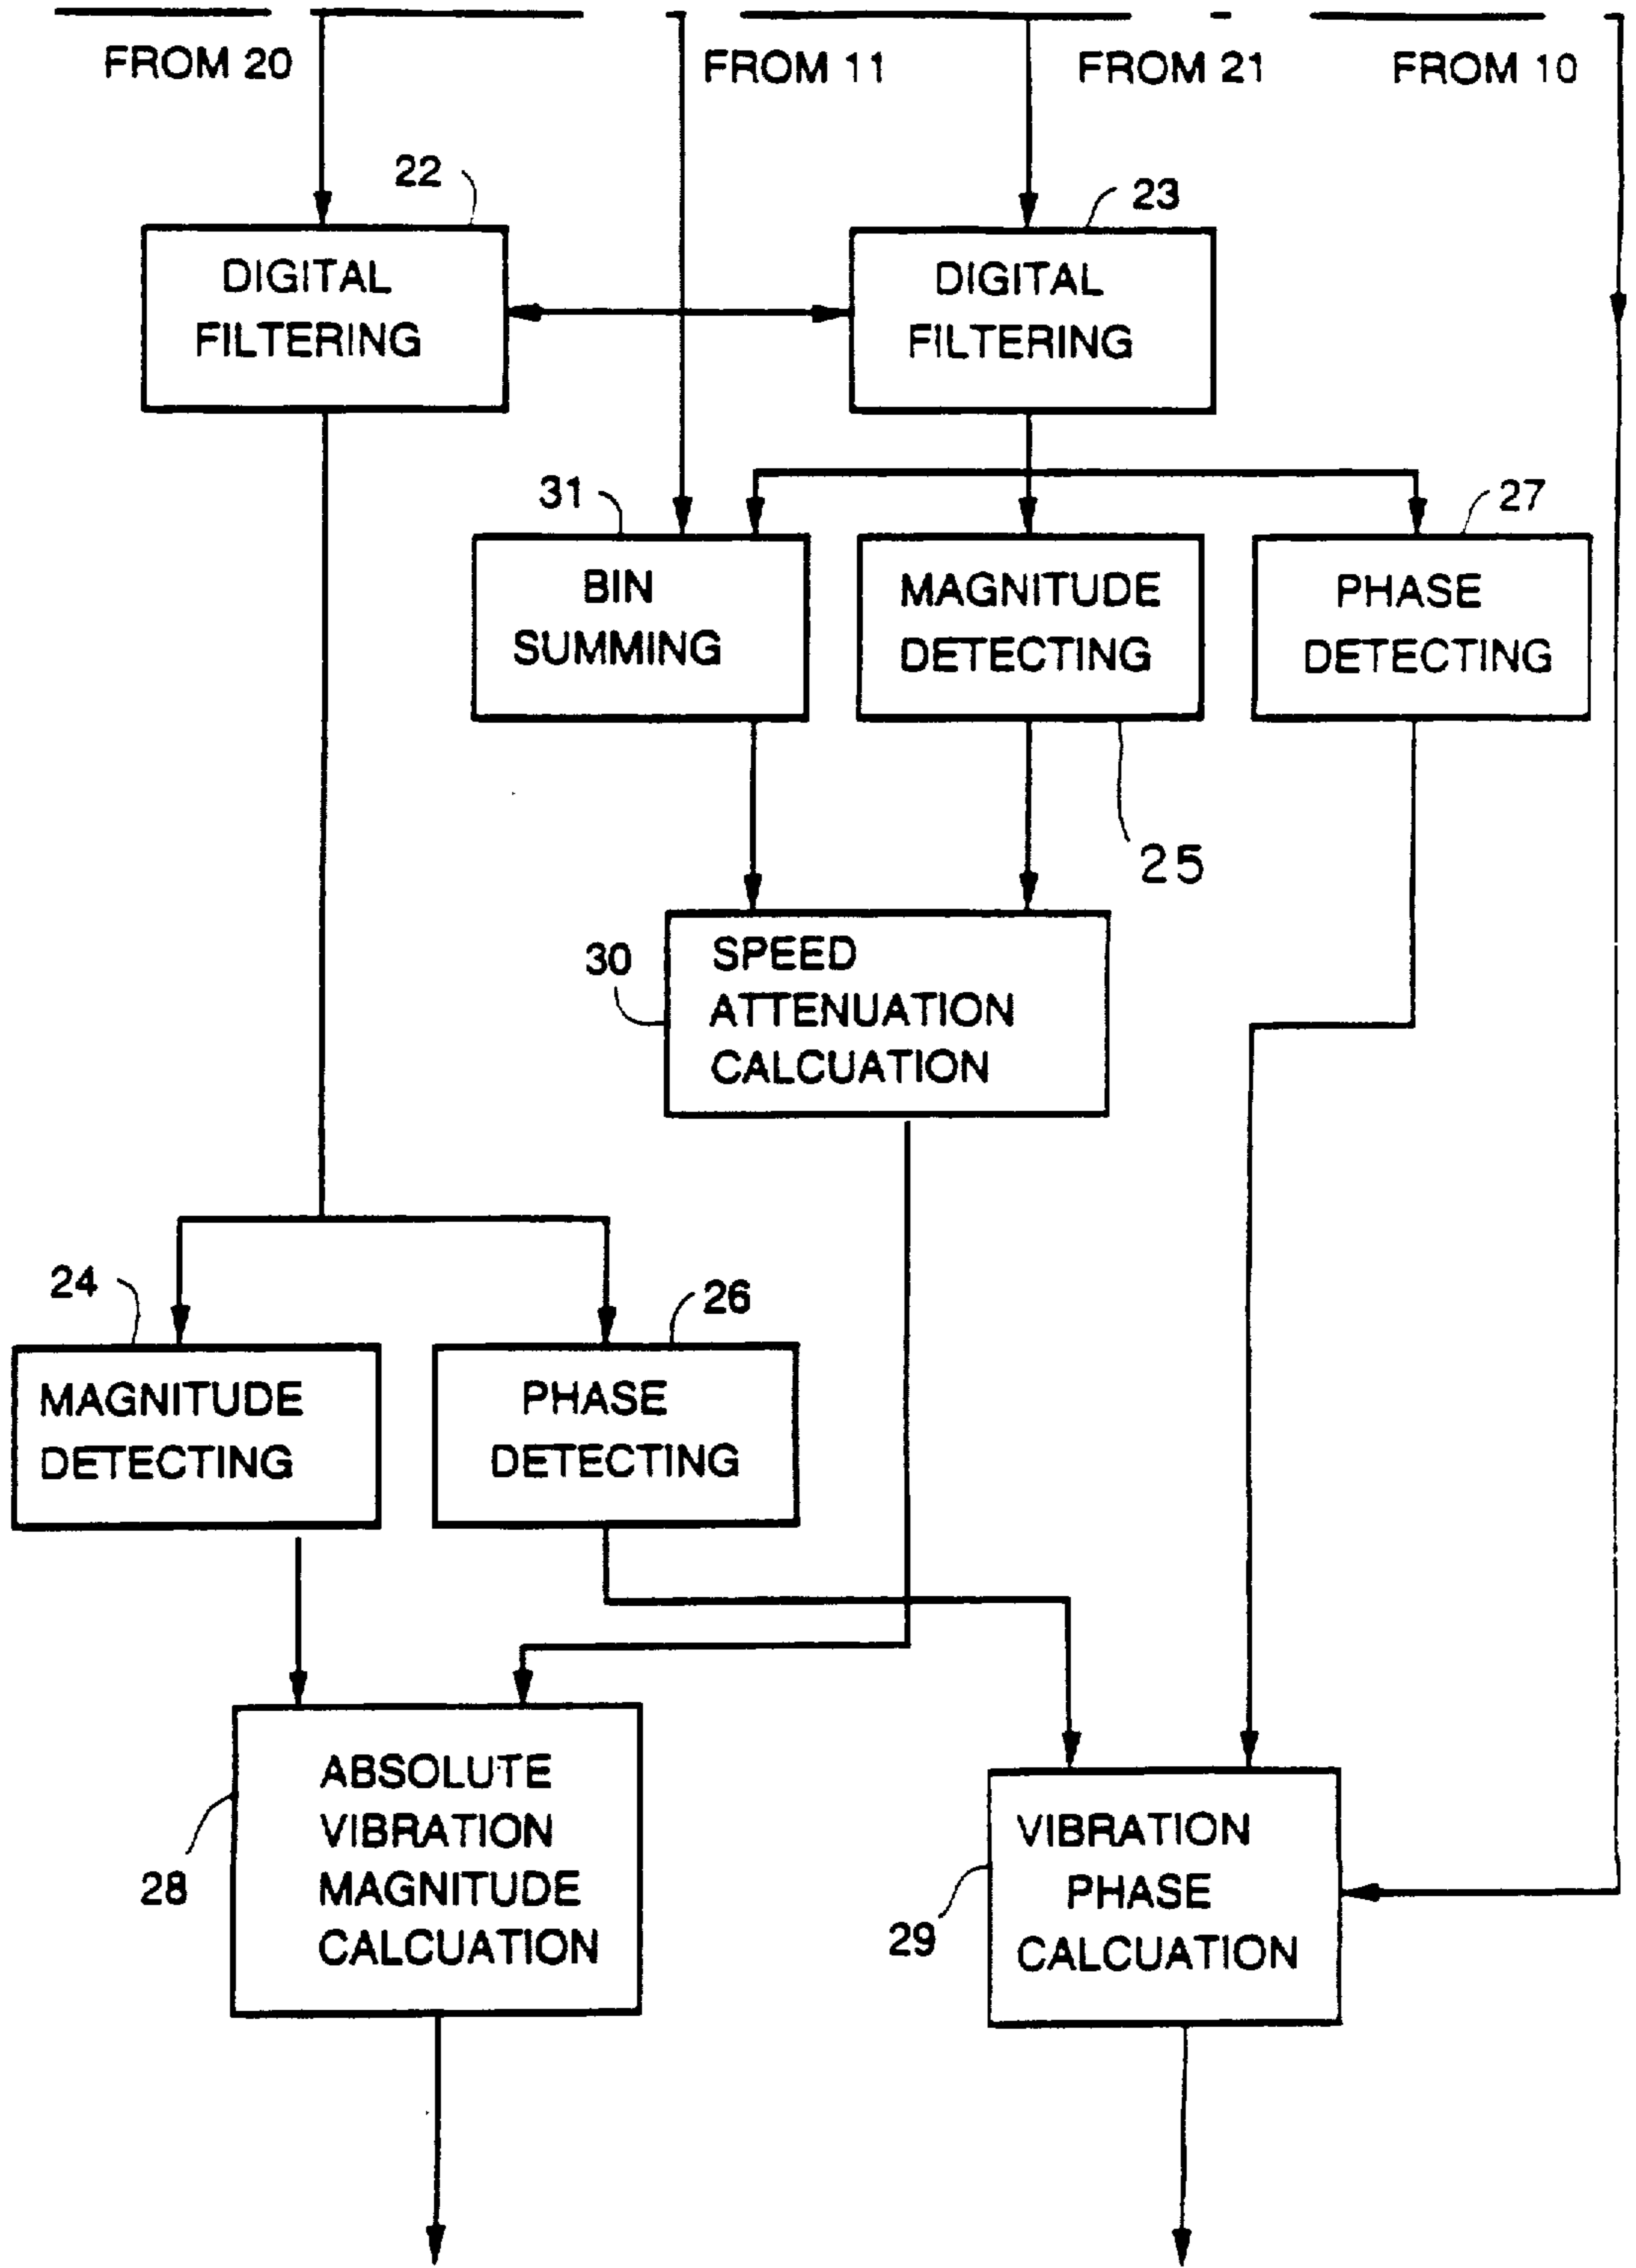 FROM 20
FROM 11
FROM 21
FROM 10
22
23
DIGITAL
FILTERING
DIGITAL
FILTERING
31
27
BIN
SUMMING
MAGNITUDE
DETECTING
PHASE
DETECTING
25
30
SPEED
ATTENUATION
CALCUATION
24
26
MAGNITUDE
DETECTING
PHASE
DETECTING
28
ABSOLUTE
VIBRATION
MAGNITUDE
CALCUATION
29
VIBRATION
PHASE
CALCUATION